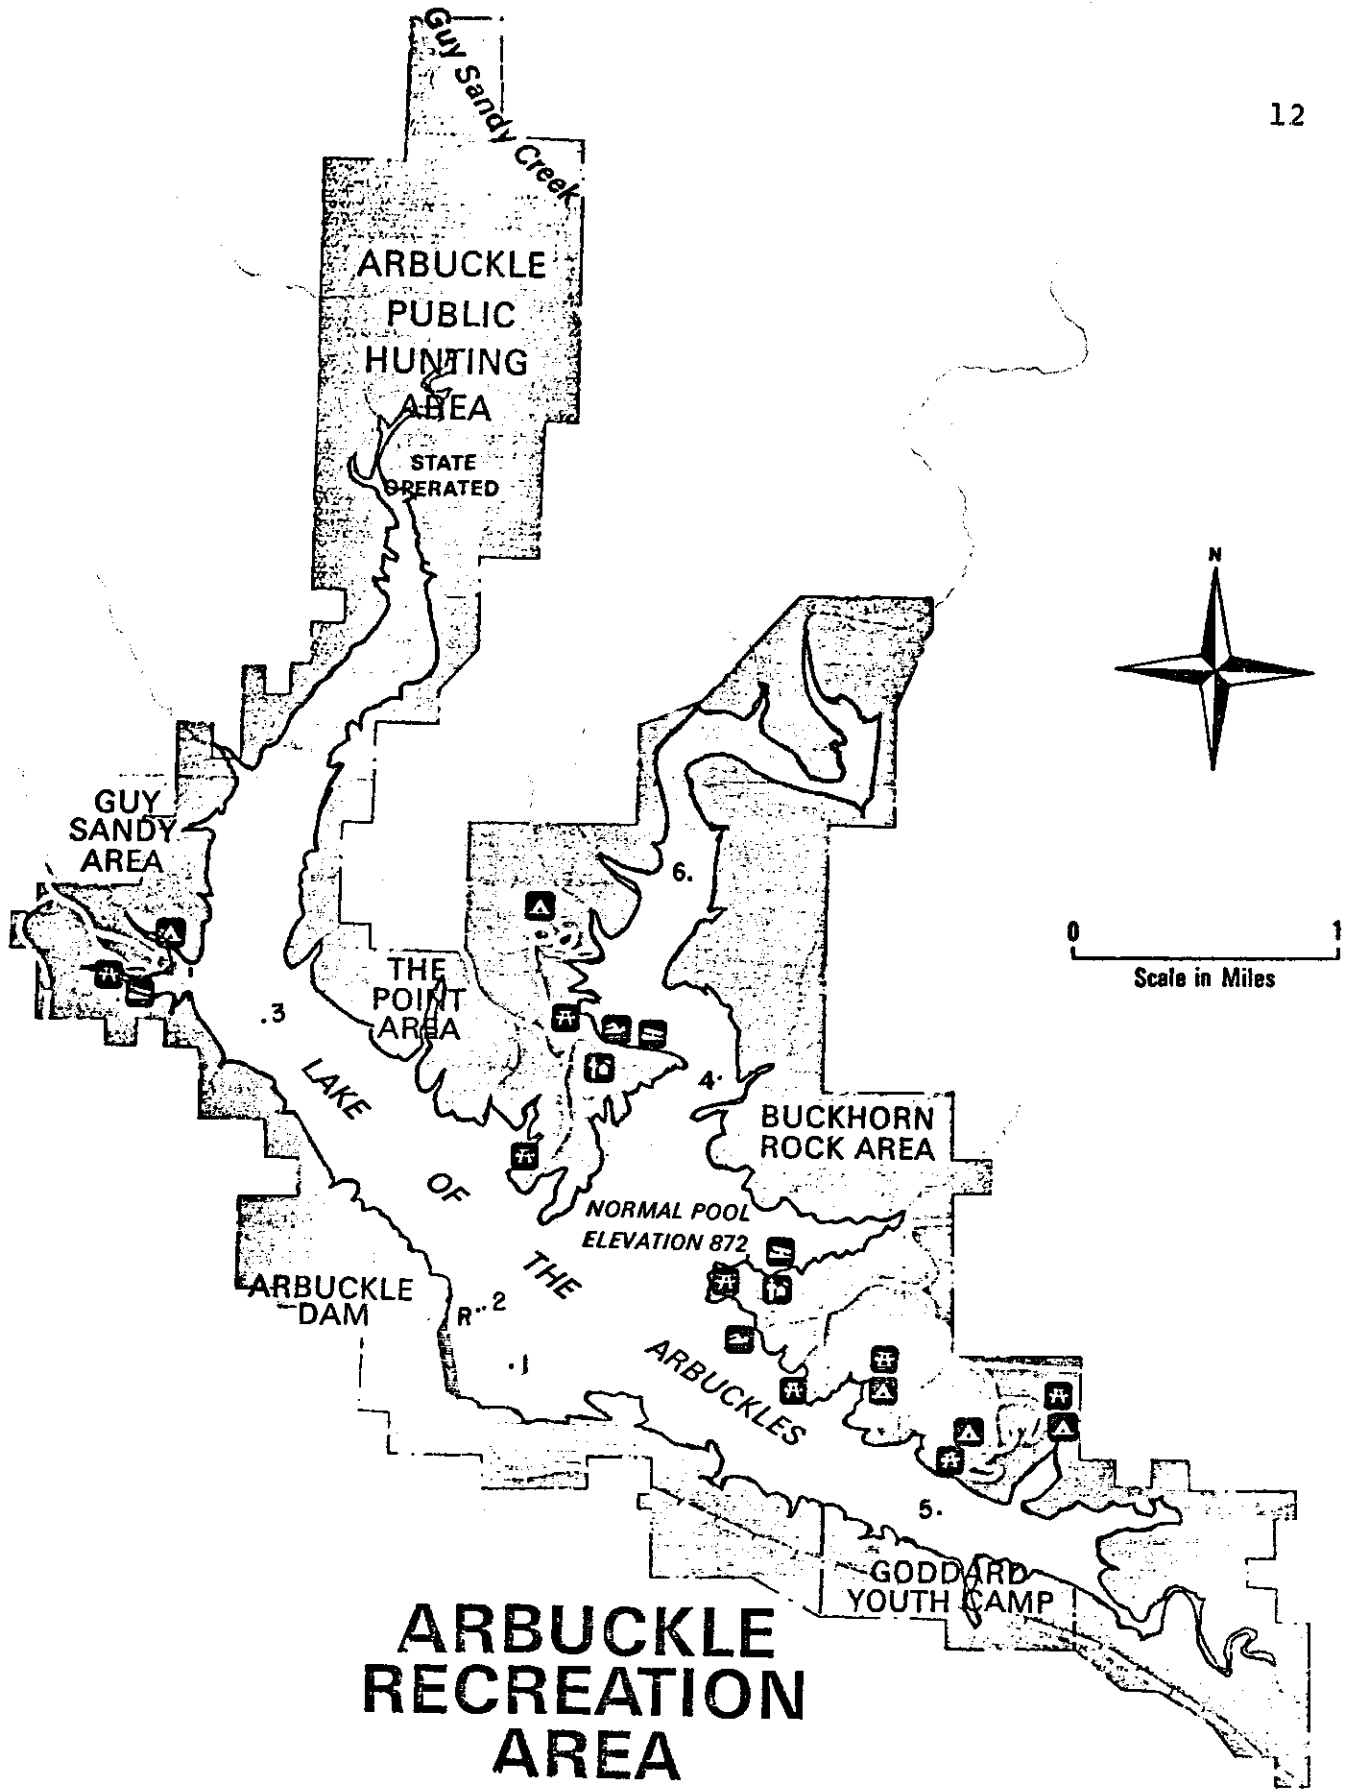 12
Guy Sandy Creek
ARBUCKLE
PUBLIC
HUNTING
AREA
STATE
OPERATED
N
GUY
SANDY
AREA
6.
0 1
Scale in Miles
THE
POINT
AREA
.3
4.
LAKE
OF
THE
ARBUCKLES
BUCKHORN
ROCK AREA
NORMAL POOL
ELEVATION 872
ARBUCKLE
DAM
R..2
.1
5.
GODDARD
YOUTH CAMP
ARBUCKLE
RECREATION
AREA